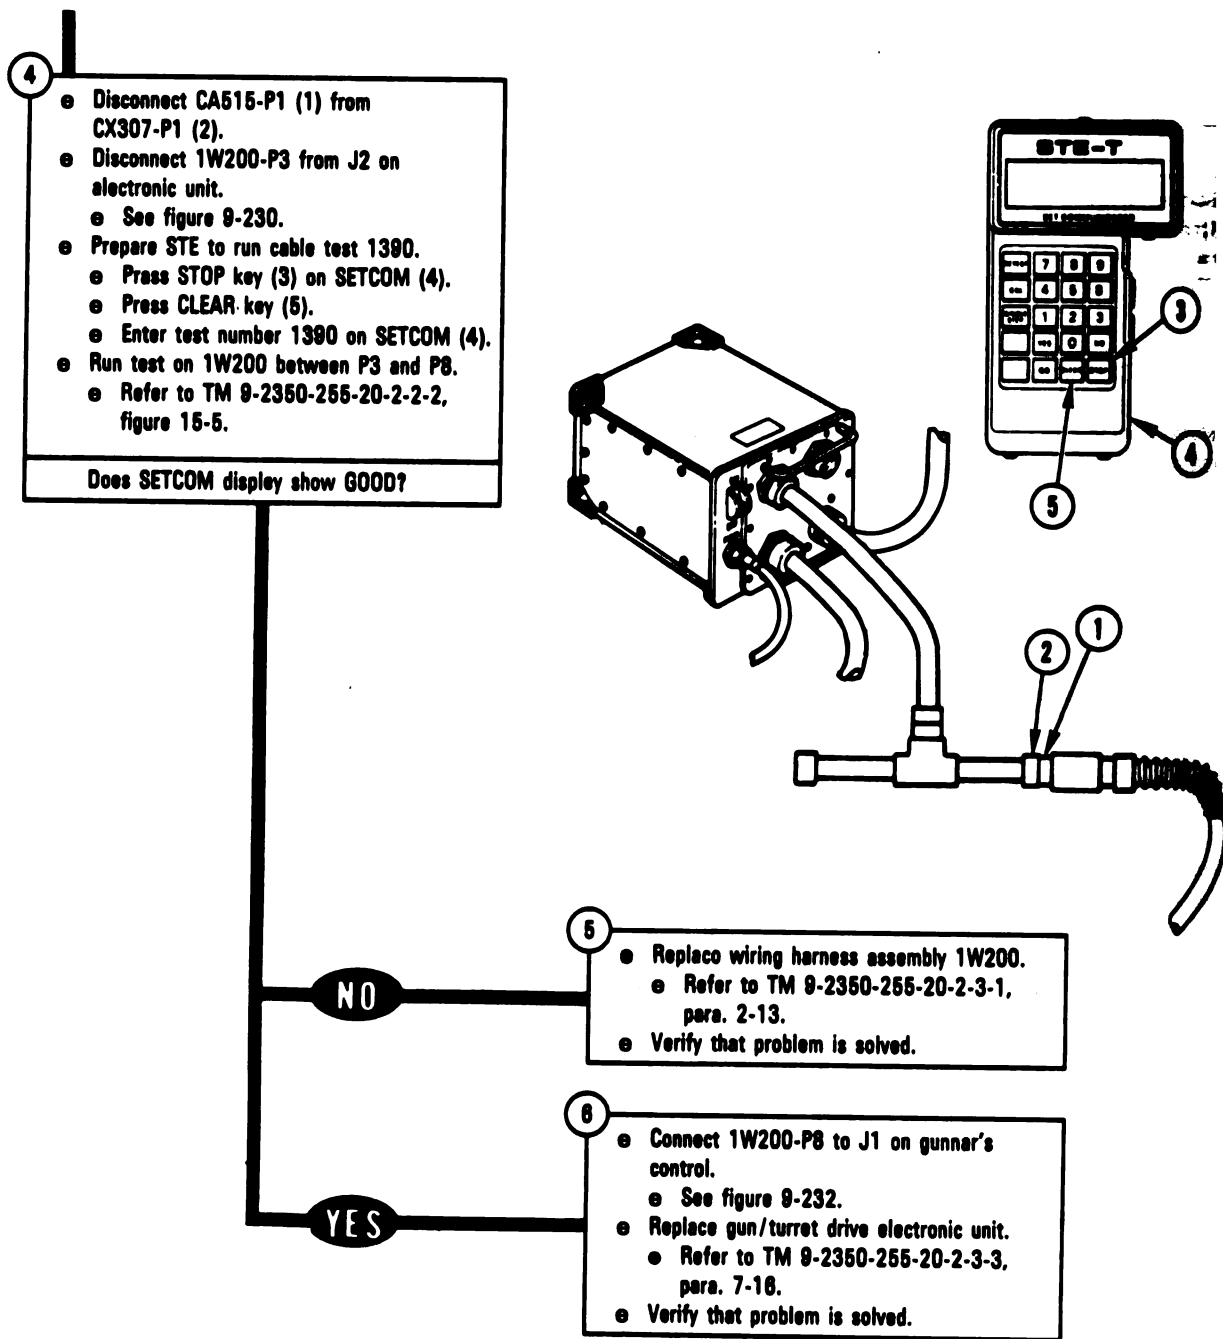 4
e Disconnect CA515-P1 (1) from
CX307-P1 (2).
e Disconnect 1W200-P3 from J2 on
alectronic unit.
e See figure 9-230.
e Prepare STE to run cable test 1390.
e Prass STOP key (3) on SETCOM (4).
e Press CLEAR key (5).
e Enter test number 1390 on SETCOM (4).
e Run test on 1W200 between P3 and P8.
e Refer to TM 9-2350-255-20-2-2-2,
figure 15-5.
Does SETCOM display show GOOD?
STE-T
7 8 9
4 5 6
1 2 3
0
3
4
5
2
1
NO
5
e Replaco wiring harness assembly 1W200.
e Refer to TM 9-2350-255-20-2-3-1,
para. 2-13.
e Verify that problem is solved.
YES
6
e Connect 1W200-P8 to J1 on gunnar's
control.
e See figure 9-232.
e Replace gun/turret drive electronic unit.
e Refer to TM 9-2350-255-20-2-3-3,
para. 7-16.
e Verify that problem is solved.